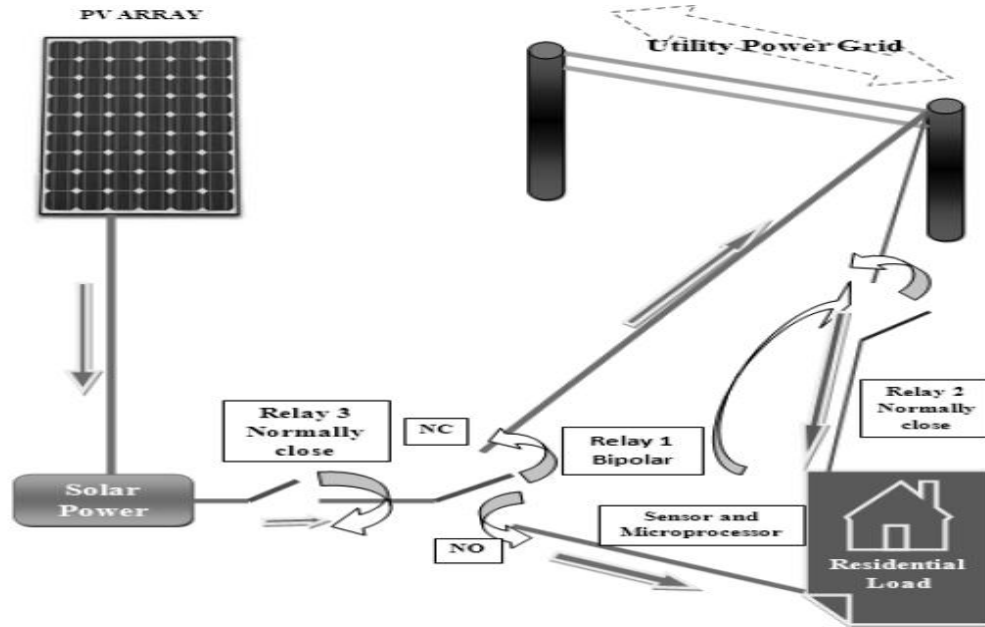 PV ARRAY
Utility Power Grid
Relay 3
Normally
close
NC
Relay 1
Bipolar
Relay 2
Normally
close
Solar
Power
NO
Sensor and
Microprocessor
Residential
Load